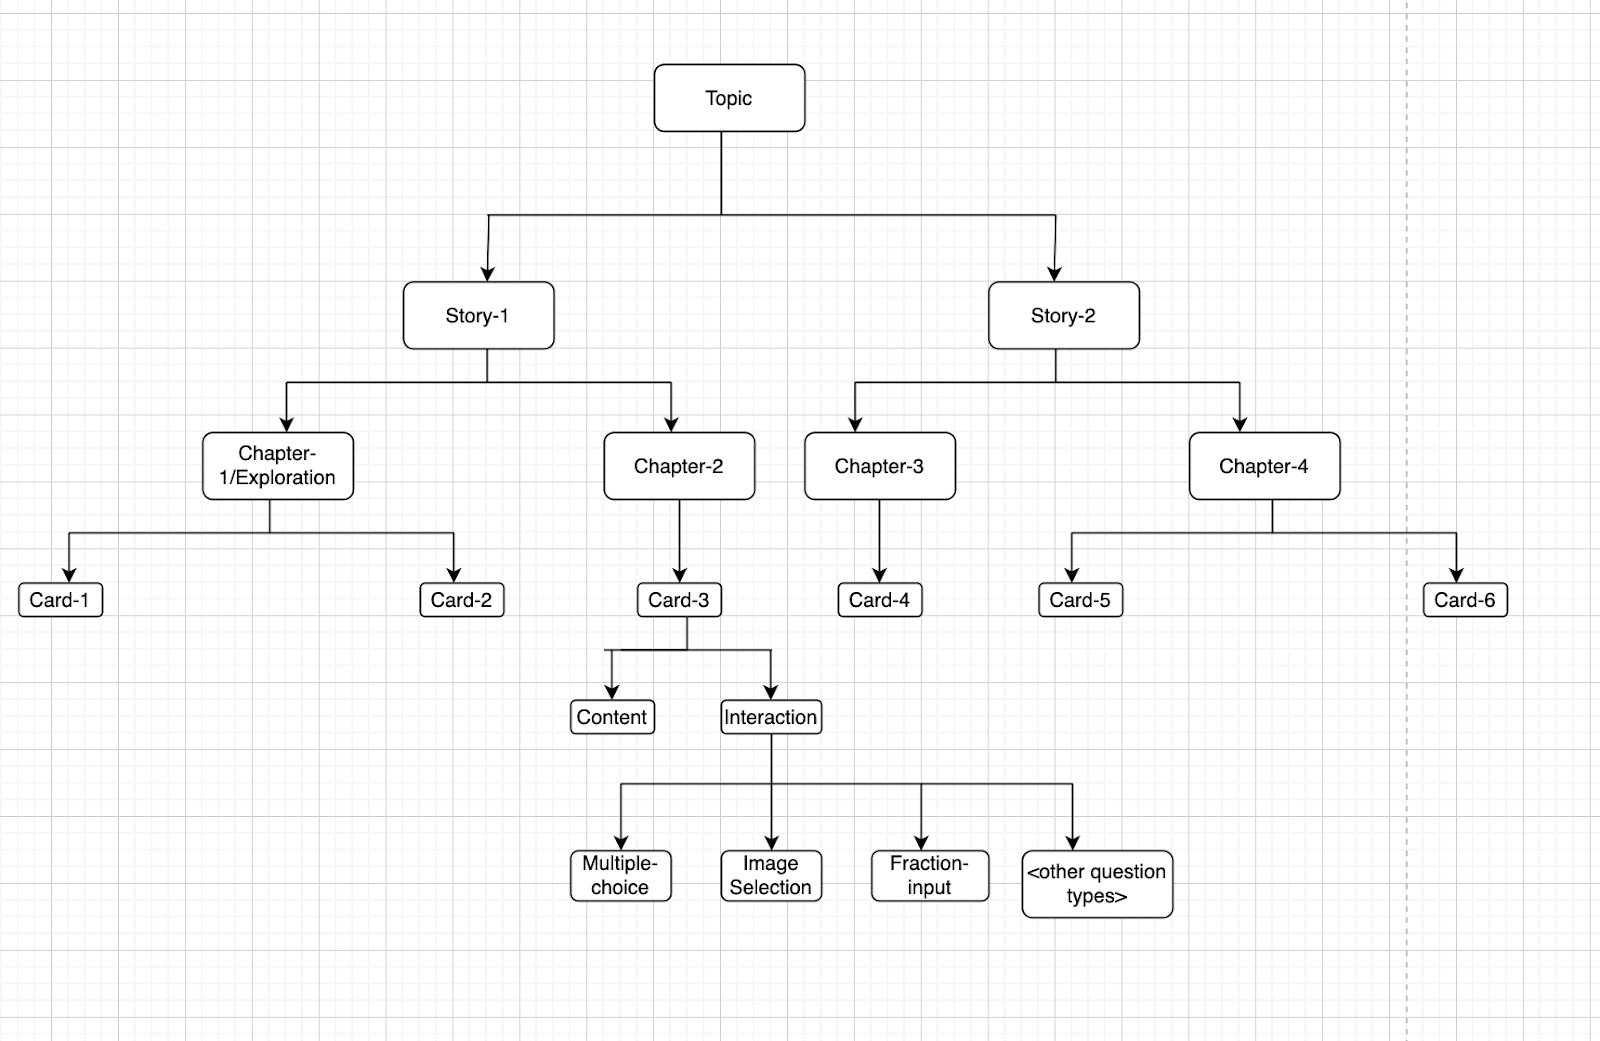 Topic
Story-1
Story-2
Chapter-
1/Exploration
Chapter-2
Chapter-3
Chapter-4
Card-1
Card-2
Card-3
Card-4
Card-5
Card-6
Content
Interaction
Multiple-
choice
Image
Selection
Fraction-
input
<other question
types>